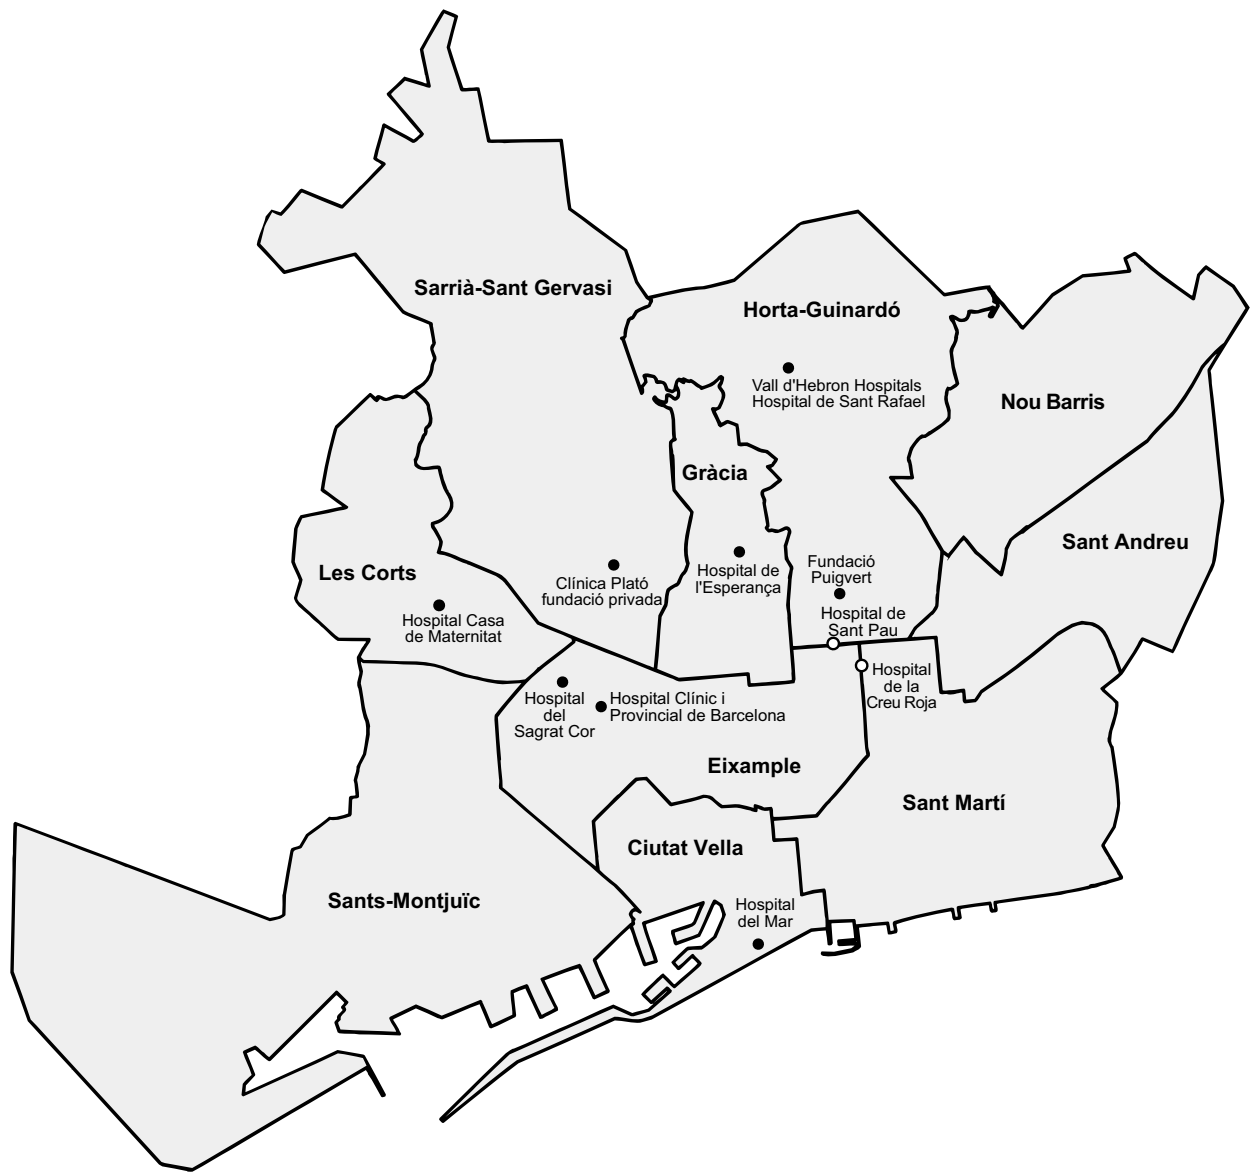 Sarrià-Sant Gervasi
Horta-Guinardó
Vall d'Hebron Hospitals
Hospital de Sant Rafael
Nou Barris
Gràcia
Sant Andreu
Les Corts
Clínica Plató
fundació privada
Hospital de
l'Esperança
Fundació
Puigvert
Hospital Casa
de Maternitat
Hospital de
Sant Pau
Hospital
de la
Creu Roja
Hospital
del
Sagrat Cor
Hospital Clínic i
Provincial de Barcelona
Eixample
Sant Martí
Ciutat Vella
Sants-Montjuïc
Hospital
del Mar